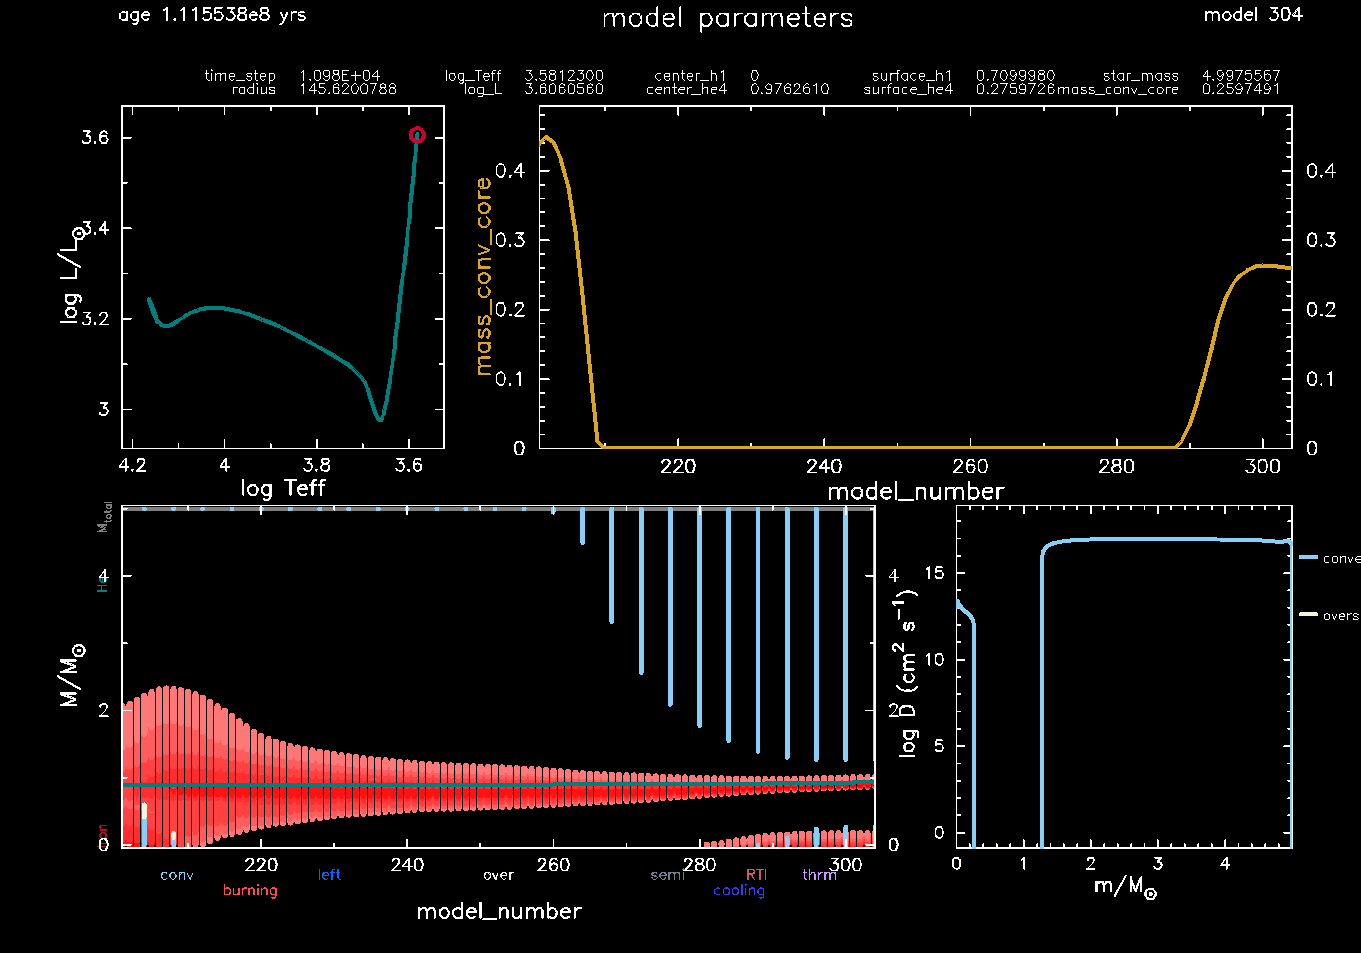 age 1.115538e8 yrs model parameters model 304
time_step 1.098E+04 log_Teff 3.5812300 center_h1 0 surface_h1 0.7099980 star_mass 4.9975567
radius 145.6200788 log_L 3.6060560 center_he4 0.9762610 surface_he4 0.2759726 mass_conv_core 0.2597491
3.6
3.4
3.2
3
log L/L⊙
4.2 4 3.8 3.6
log Teff
0.4
0.3
0.2
0.1
0
mass_conv_core
0.4
0.3
0.2
0.1
0
220 240 260 280 300
model_number
Mtotal
He
4
2
0
M/M⊙
4
2
0
220 240 260 280 300
conv left over semi RTI thrm
burning cooling
model_number
log D (cm² s⁻¹)
15
10
5
0
0 1 2 3 4
m/M⊙
conve
overs